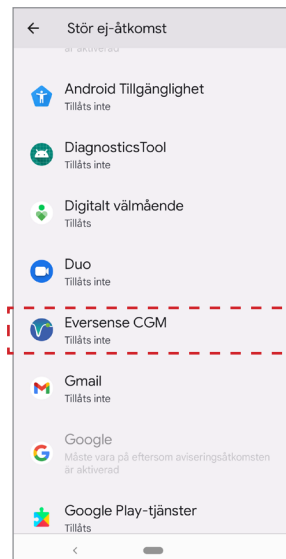 Stör ej-åtkomst
är aktiverad
Android Tillgänglighet
Tillåts inte
DiagnosticsTool
Tillåts inte
Digitalt välmående
Tillåts
Duo
Tillåts inte
Eversense CGM
Tillåts inte
Gmail
Tillåts inte
Google
Måste vara på eftersom aviseringsåtkomsten
är aktiverad
Google Play-tjänster
Tillåts